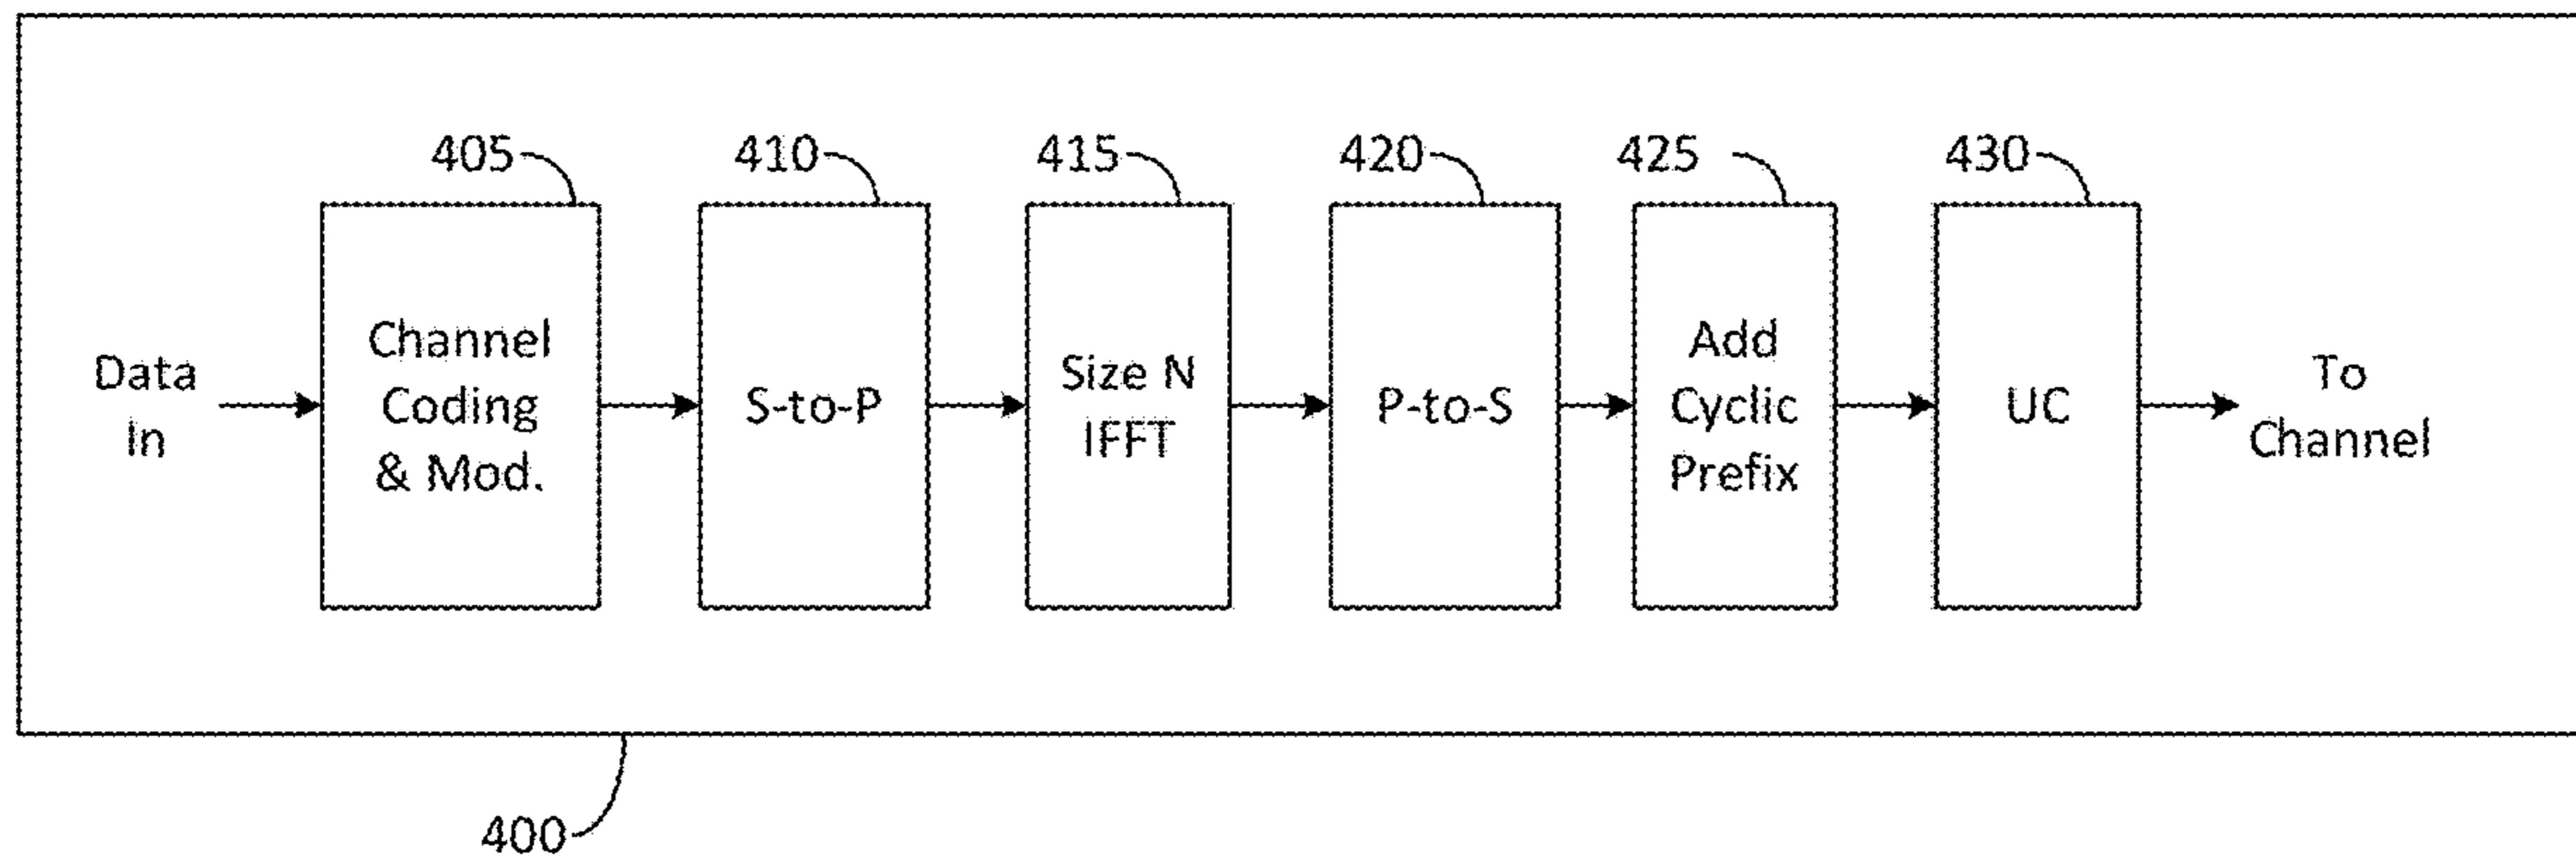 405
410
415
420
425
430
Data
In
Channel
Coding
& Mod.
S-to-P
Size N
IFFT
P-to-S
Add
Cyclic
Prefix
UC
To
Channel
400